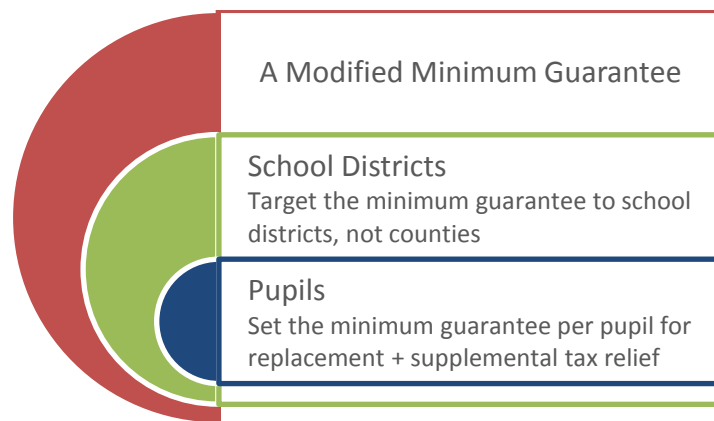 A Modified Minimum Guarantee
School Districts
Target the minimum guarantee to school
districts, not counties
Pupils
Set the minimum guarantee per pupil for
replacement + supplemental tax relief